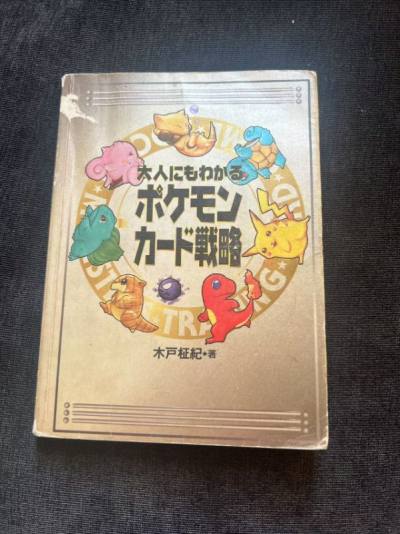 大人にもわかる
ポケモン
カード戦略
木戸柾紀・著